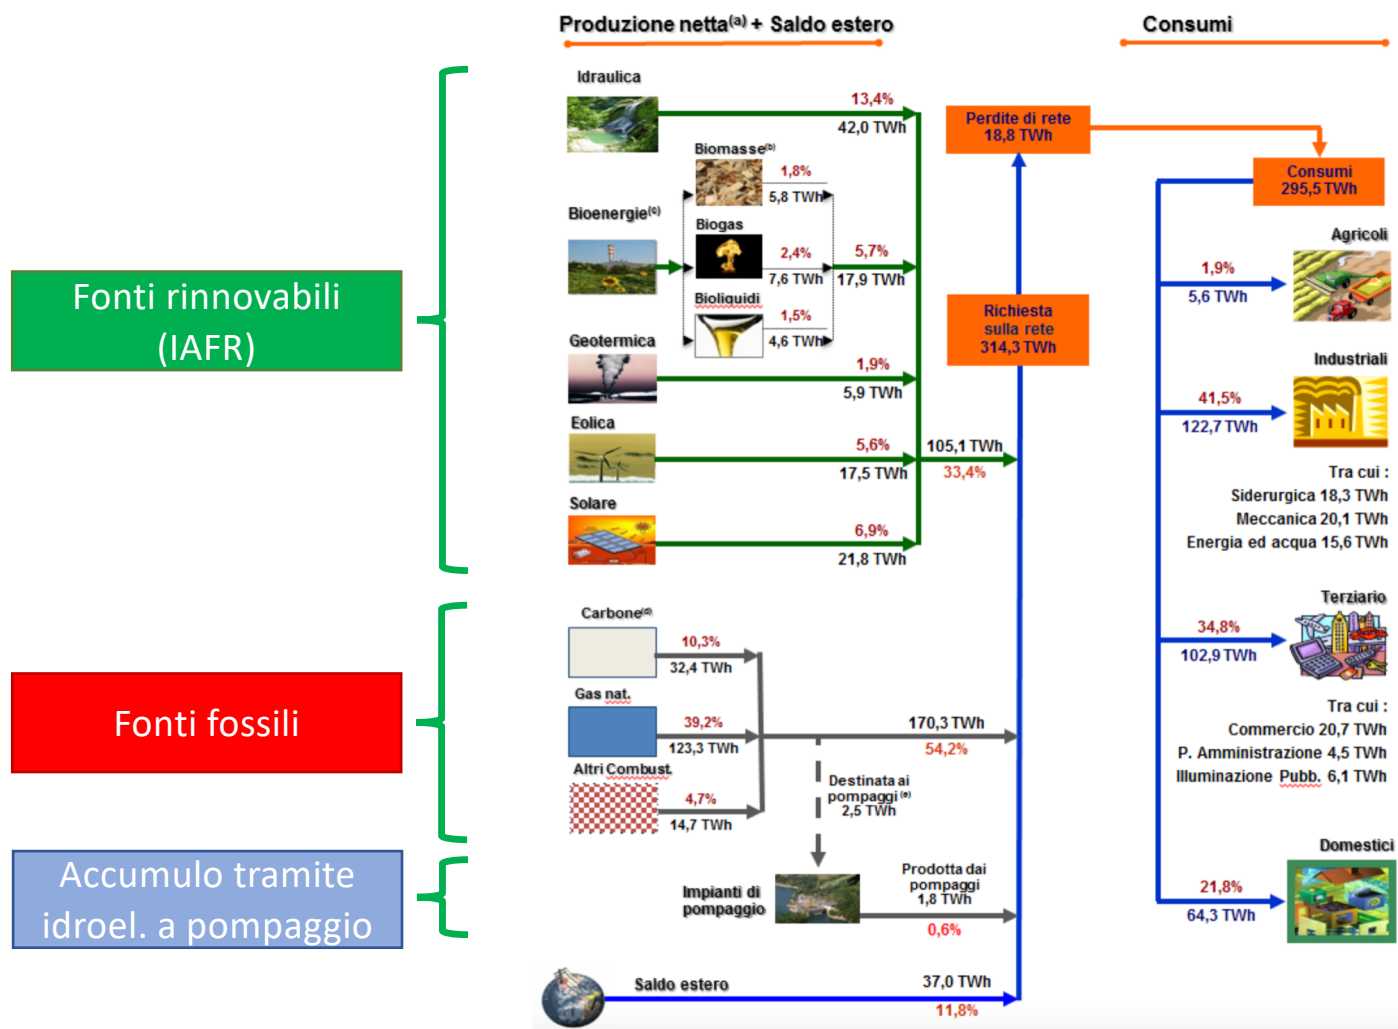 Produzione netta(a) + Saldo estero
Consumi
Fonti rinnovabili
(IAFR)
Fonti fossili
Accumulo tramite
idroel. a pompaggio
Idraulica
13,4%
42,0 TWh
Bioenergie(c)
Biomasse(b)
1,8%
5,8 TWh
Biogas
2,4%
7,6 TWh
Bioliquidi
1,5%
4,6 TWh
5,7%
17,9 TWh
Geotermica
1,9%
5,9 TWh
Eolica
5,6%
17,5 TWh
Solare
6,9%
21,8 TWh
105,1 TWh
33,4%
Carbone(d)
10,3%
32,4 TWh
Gas nat.
39,2%
123,3 TWh
Altri Combust.
4,7%
14,7 TWh
170,3 TWh
54,2%
Destinata ai
pompaggi (e)
2,5 TWh
Impianti di
pompaggio
Prodotta dai
pompaggi
1,8 TWh
0,6%
Saldo estero
37,0 TWh
11,8%
Perdite di rete
18,8 TWh
Richiesta
sulla rete
314,3 TWh
Consumi
295,5 TWh
Agricoli
1,9%
5,6 TWh
Industriali
41,5%
122,7 TWh
Tra cui :
Siderurgica 18,3 TWh
Meccanica 20,1 TWh
Energia ed acqua 15,6 TWh
Terziario
34,8%
102,9 TWh
Tra cui :
Commercio 20,7 TWh
P. Amministrazione 4,5 TWh
Illuminazione Pubb. 6,1 TWh
Domestici
21,8%
64,3 TWh